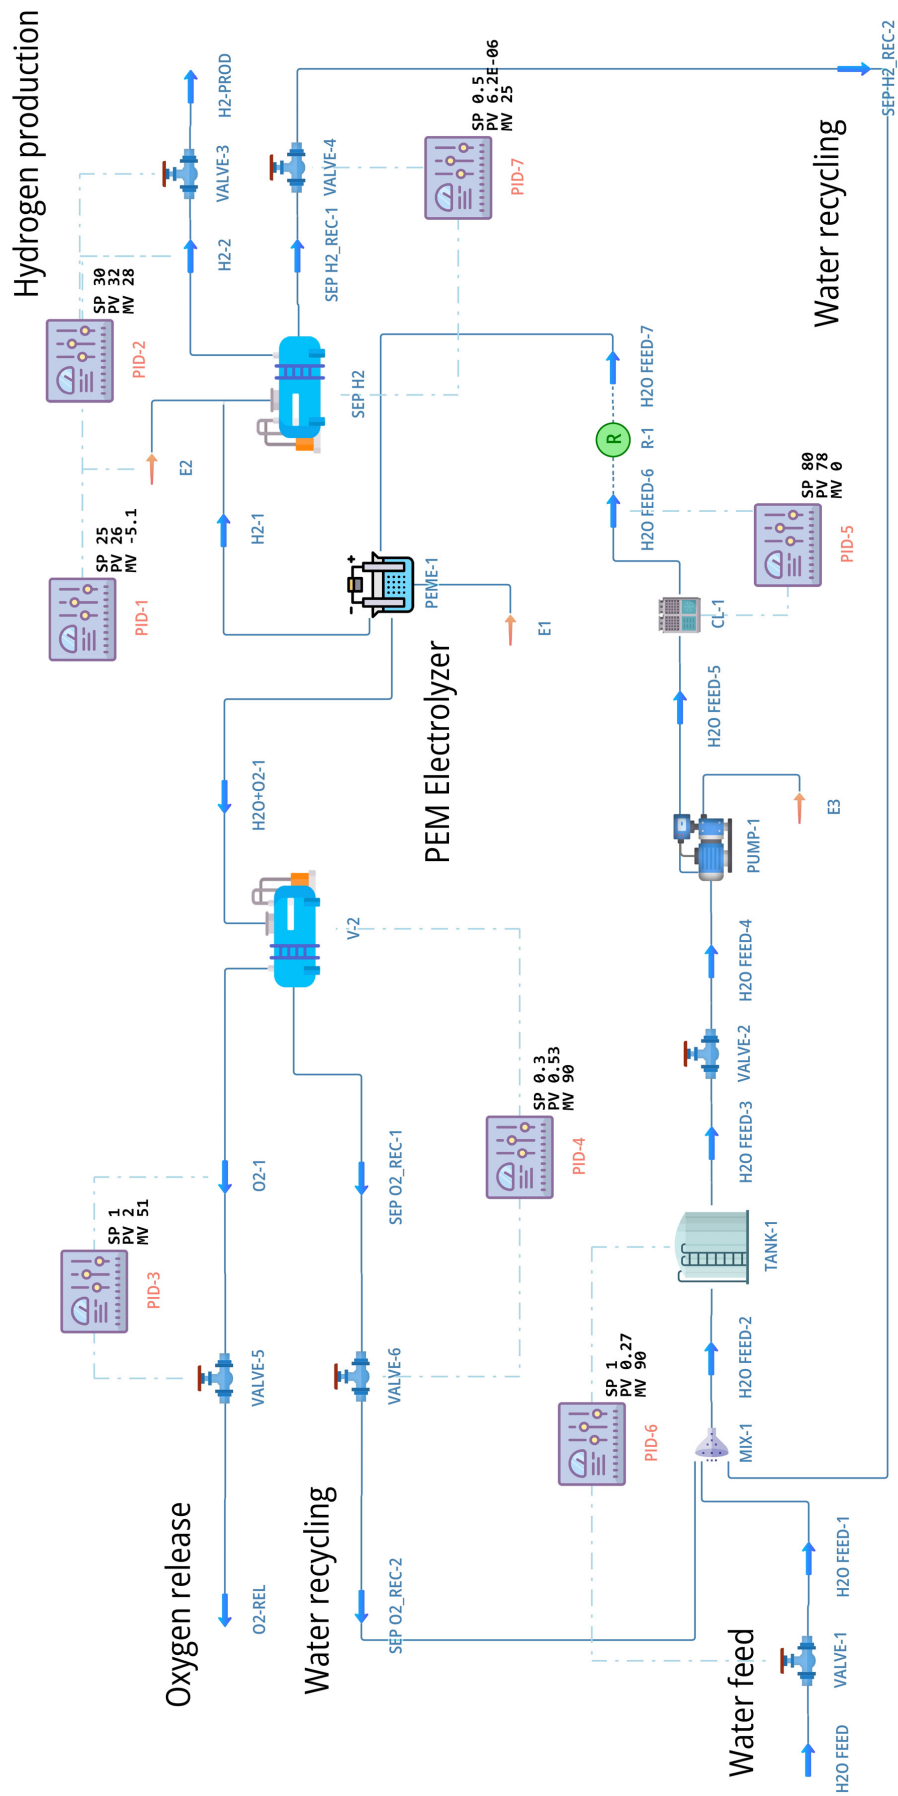 Hydrogen production
H2-PROD
VALVE-3
H2-2
SP 30
PV 32
MV 28
PID-2
SP 25
PV 26
MV -5.1
PID-1
E2
H2-1
SEP H2
SEP H2_REC-1
VALVE-4
SP 0.5
PV 6.2E-06
MV 25
PID-7
SEP-H2_REC-2
Water recycling
PEME-1
E1
PEM Electrolyzer
H2O FEED-7
R
R-1
H2O FEED-6
SP 80
PV 78
MV 0
PID-5
CL-1
H2O FEED-5
PUMP-1
E3
H2O+O2-1
V-2
SP 1
PV 2
MV 51
PID-3
O2-1
VALVE-5
Oxygen release
O2-REL
SEP O2_REC-1
VALVE-6
Water recycling
SEP O2_REC-2
SP 0.3
PV 0.53
MV 90
PID-4
H2O FEED-4
VALVE-2
H2O FEED-3
TANK-1
SP 1
PV 0.27
MV 90
PID-6
H2O FEED-2
MIX-1
H2O FEED-1
Water feed
VALVE-1
H2O FEED